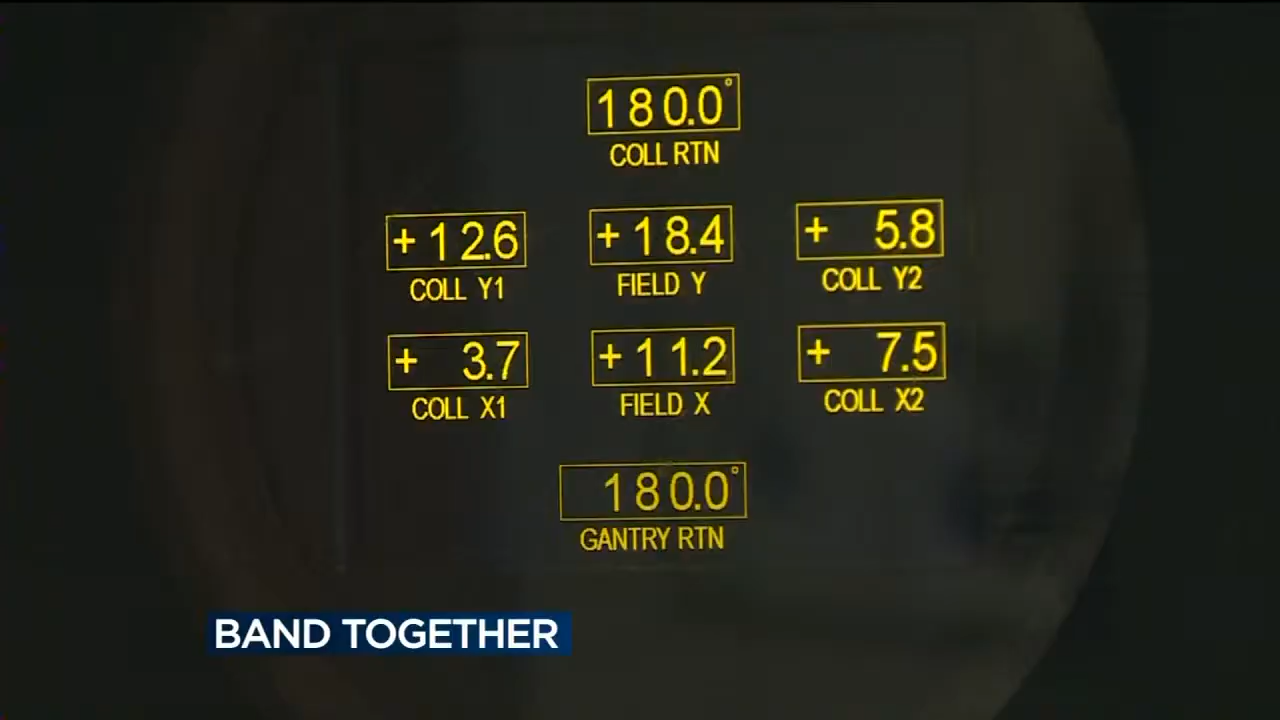 180.0°
COLL RTN
+12.6 +18.4 + 5.8
COLL Y1 FIELD Y COLL Y2
+ 3.7 +11.2 + 7.5
COLL X1 FIELD X COLL X2
180.0°
GANTRY RTN
BAND TOGETHER